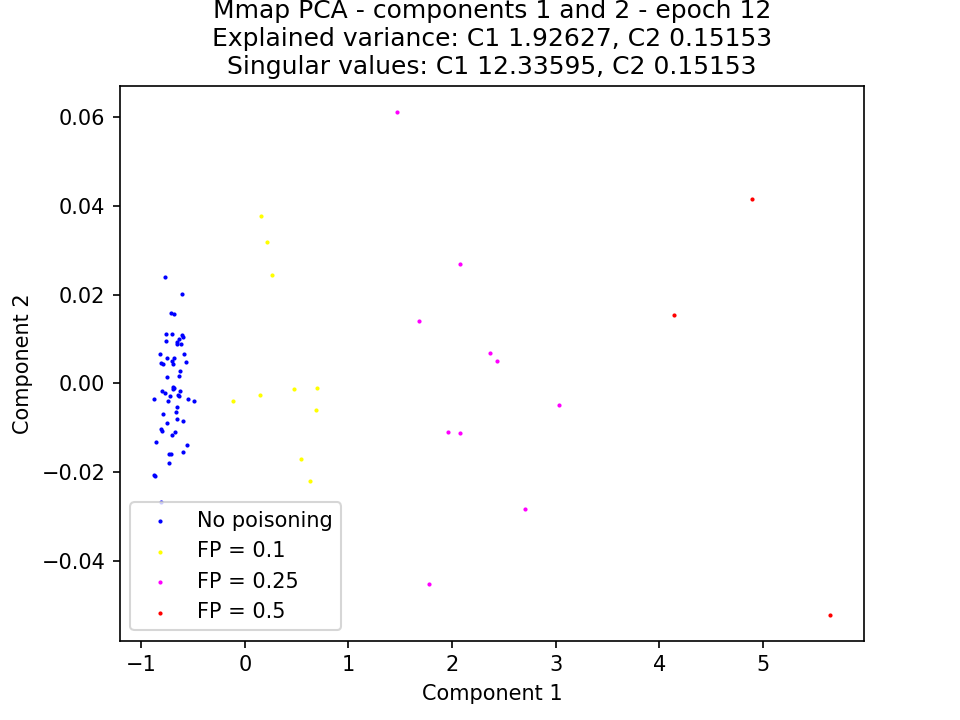 Mmap PCA - components 1 and 2 - epoch 12
Explained variance: C1 1.92627, C2 0.15153
Singular values: C1 12.33595, C2 0.15153
0.06
0.04
0.02
0.00
−0.02
−0.04
Component 2
No poisoning
FP = 0.1
FP = 0.25
FP = 0.5
−1
0
1
2
3
4
5
Component 1